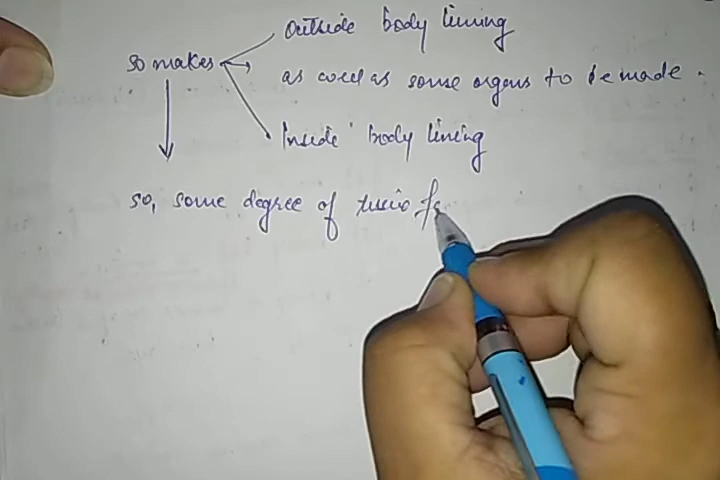 outside body lining
so makes
as well as some organs to be made.
Inside body lining
so, some degree of